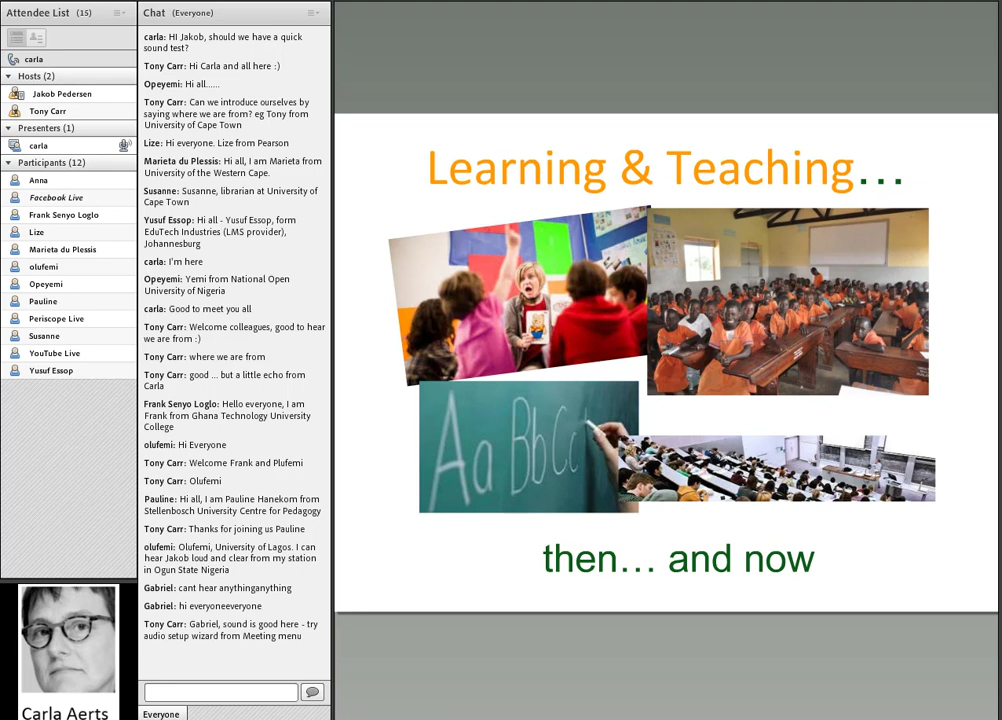 Attendee List (15)
carla
Hosts (2)
Jakob Pedersen
Tony Carr
Presenters (1)
carla
Participants (12)
Anna
Facebook Live
Frank Senyo Loglo
Lize
Marieta du Plessis
olufemi
Opeyemi
Pauline
Periscope Live
Susanne
YouTube Live
Yusuf Essop
Carla Aerts
Chat (Everyone)
carla: HI Jakob, should we have a quick
sound test?
Tony Carr: Hi Carla and all here :)
Opeyemi: Hi all......
Tony Carr: Can we introduce ourselves by
saying where we are from? eg Tony from
University of Cape Town
Lize: Hi everyone. Lize from Pearson
Marieta du Plessis: Hi all, I am Marieta from
University of the Western Cape.
Susanne: Susanne, librarian at University of
Cape Town
Yusuf Essop: Hi all - Yusuf Essop, form
EduTech Industries (LMS provider),
Johannesburg
carla: I'm here
Opeyemi: Yemi from National Open
University of Nigeria
carla: Good to meet you all
Tony Carr: Welcome colleagues, good to hear
we are from :)
Tony Carr: where we are from
Tony Carr: good ... but a little echo from
Carla
Frank Senyo Loglo: Hello everyone, I am
Frank from Ghana Technology University
College
olufemi: Hi Everyone
Tony Carr: Welcome Frank and Plufemi
Tony Carr: Olufemi
Pauline: Hi all, I am Pauline Hanekom from
Stellenbosch University Centre for Pedagogy
Tony Carr: Thanks for joining us Pauline
olufemi: Olufemi, University of Lagos. I can
hear Jakob loud and clear from my station
in Ogun State Nigeria
Gabriel: cant hear anythinganything
Gabriel: hi everyoneeveryone
Tony Carr: Gabriel, sound is good here - try
audio setup wizard from Meeting menu
Everyone
Learning & Teaching...
Aa Bb Cc
then... and now